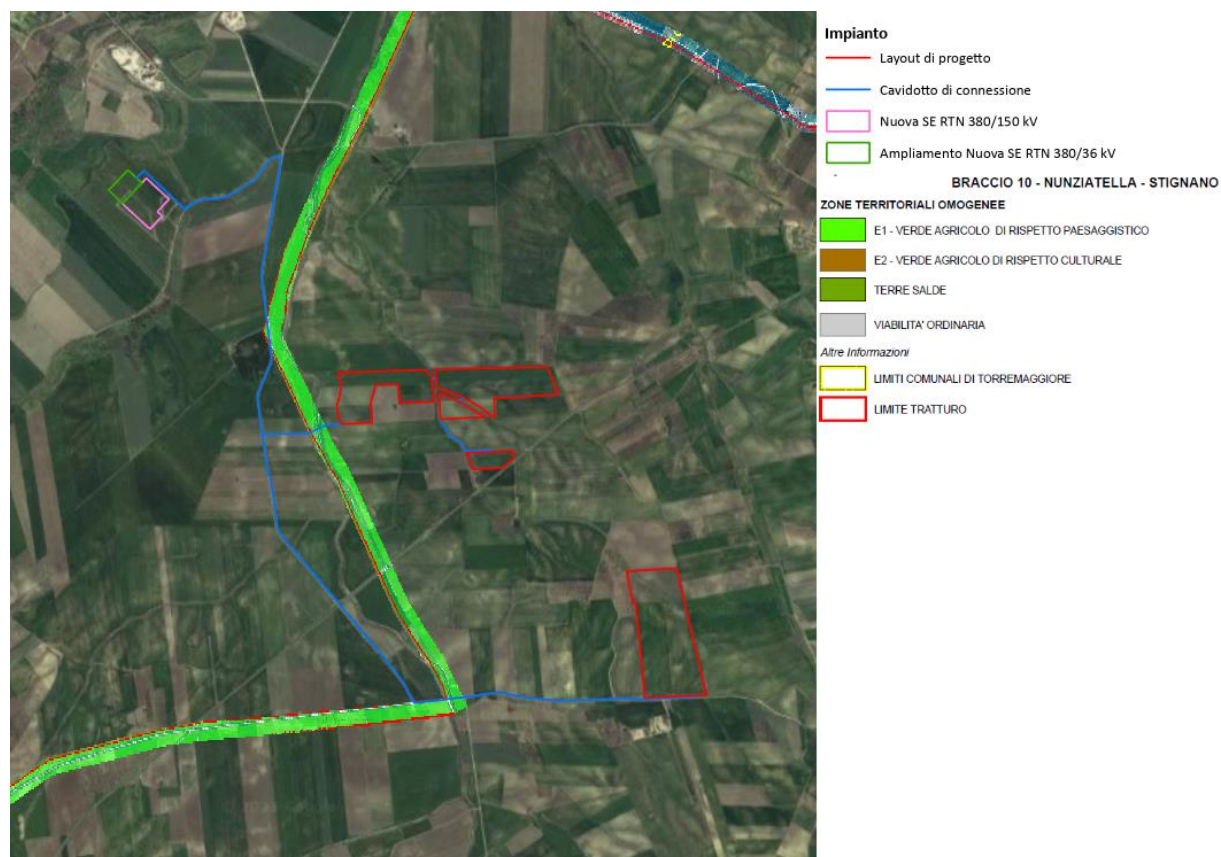 Impianto
Layout di progetto
Cavidotto di connessione
Nuova SE RTN 380/150 kV
Ampliamento Nuova SE RTN 380/36 kV
BRACCIO 10 - NUNZIATELLA - STIGNANO
ZONE TERRITORIALI OMOGENEE
E1 - VERDE AGRICOLO DI RISPETTO PAESAGGISTICO
E2 - VERDE AGRICOLO DI RISPETTO CULTURALE
TERRE SALDE
VIABILITA' ORDINARIA
Altre Informazioni
LIMITI COMUNALI DI TORREMAGGIORE
LIMITE TRATTURO